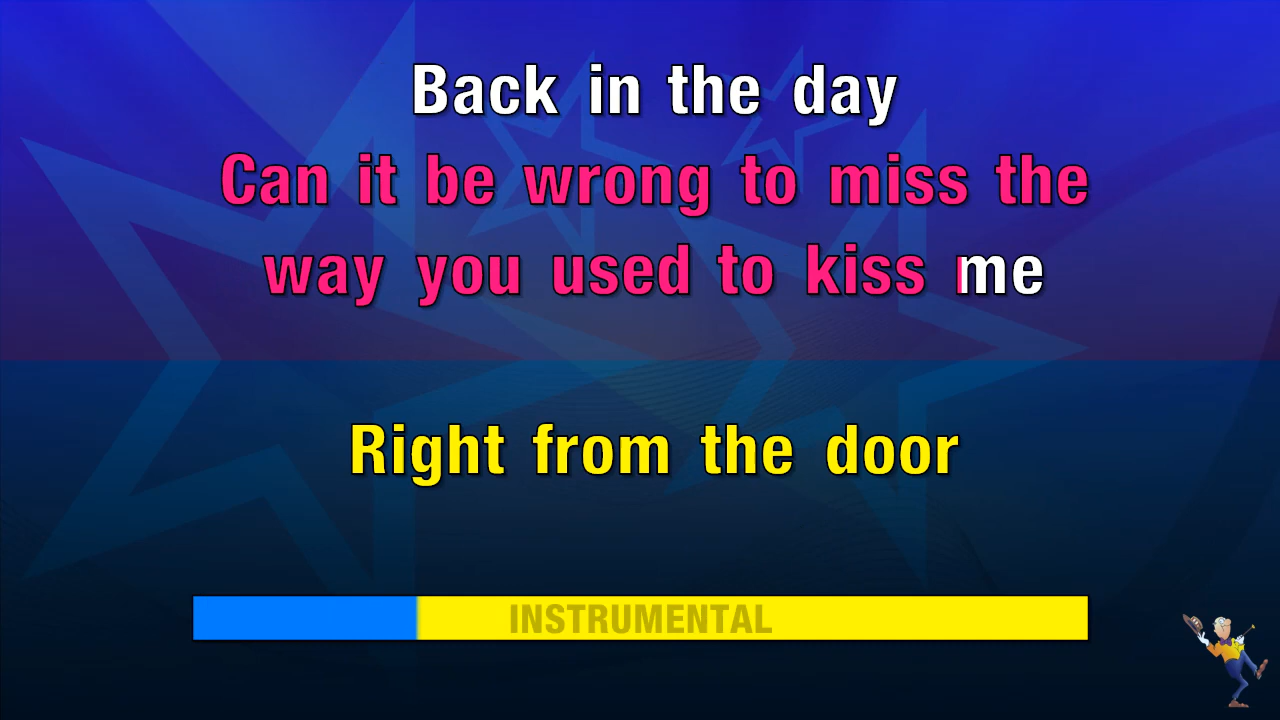 Back in the day
Can it be wrong to miss the
way you used to kiss me
Right from the door
INSTRUMENTAL